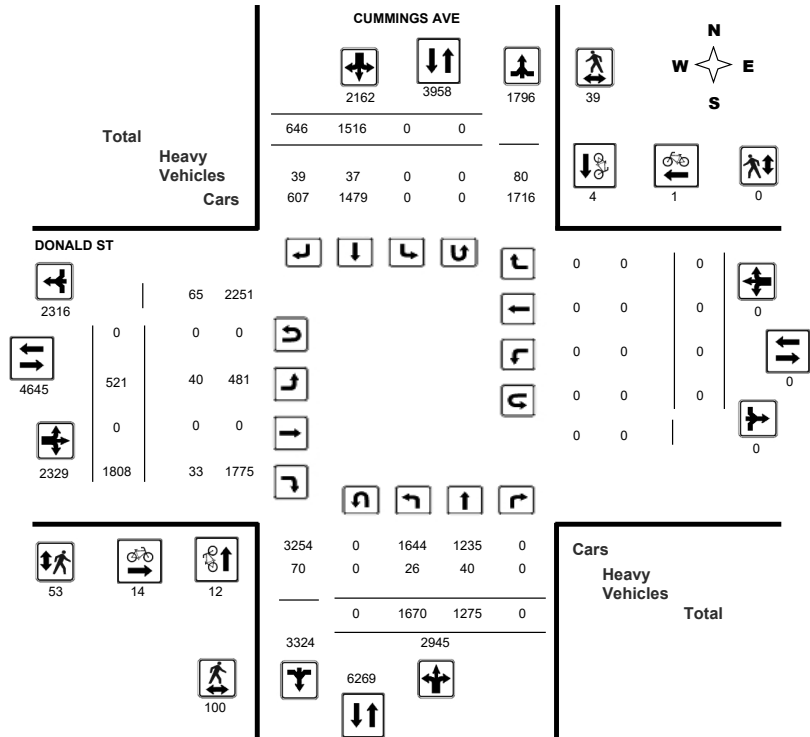 CUMMINGS AVE
N
W E
S
2162 3958 1796 39
646 1516 0 0
Total
Heavy
Vehicles
Cars
39 37 0 0 80
607 1479 0 0 1716
4 1 0
DONALD ST
2316
65 2251
0 0 0
4645
521 40 481
0 0 0
2329
1808 33 1775
0 0 0
0
0 0 0
0 0 0
0
0 0 0
0 0
0
53 14 12
3254 0 1644 1235 0
70 0 26 40 0
0 1670 1275 0
3324 2945
6269
100
Cars
Heavy
Vehicles
Total